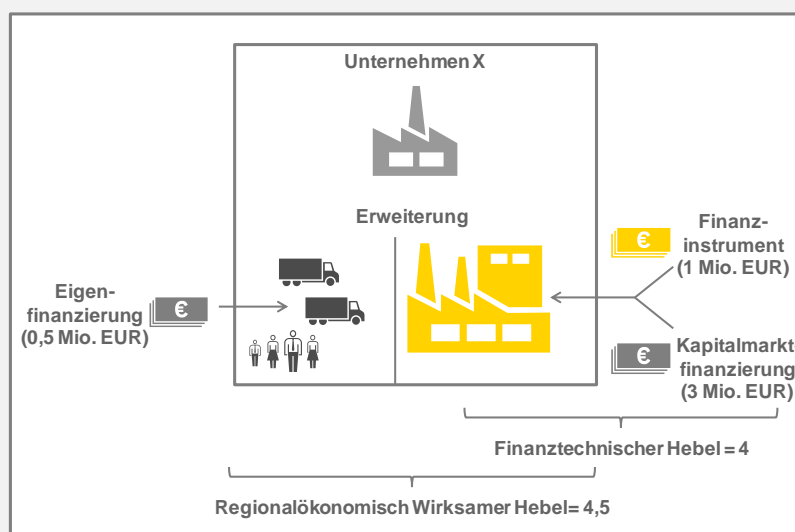 Unternehmen X
Erweiterung
Eigen-
finanzierung
(0,5 Mio. EUR)
€
€
Finanz-
instrument
(1 Mio. EUR)
€
Kapitalmarkt-
finanzierung
(3 Mio. EUR)
Finanztechnischer Hebel = 4
Regionalökonomisch Wirksamer Hebel= 4,5